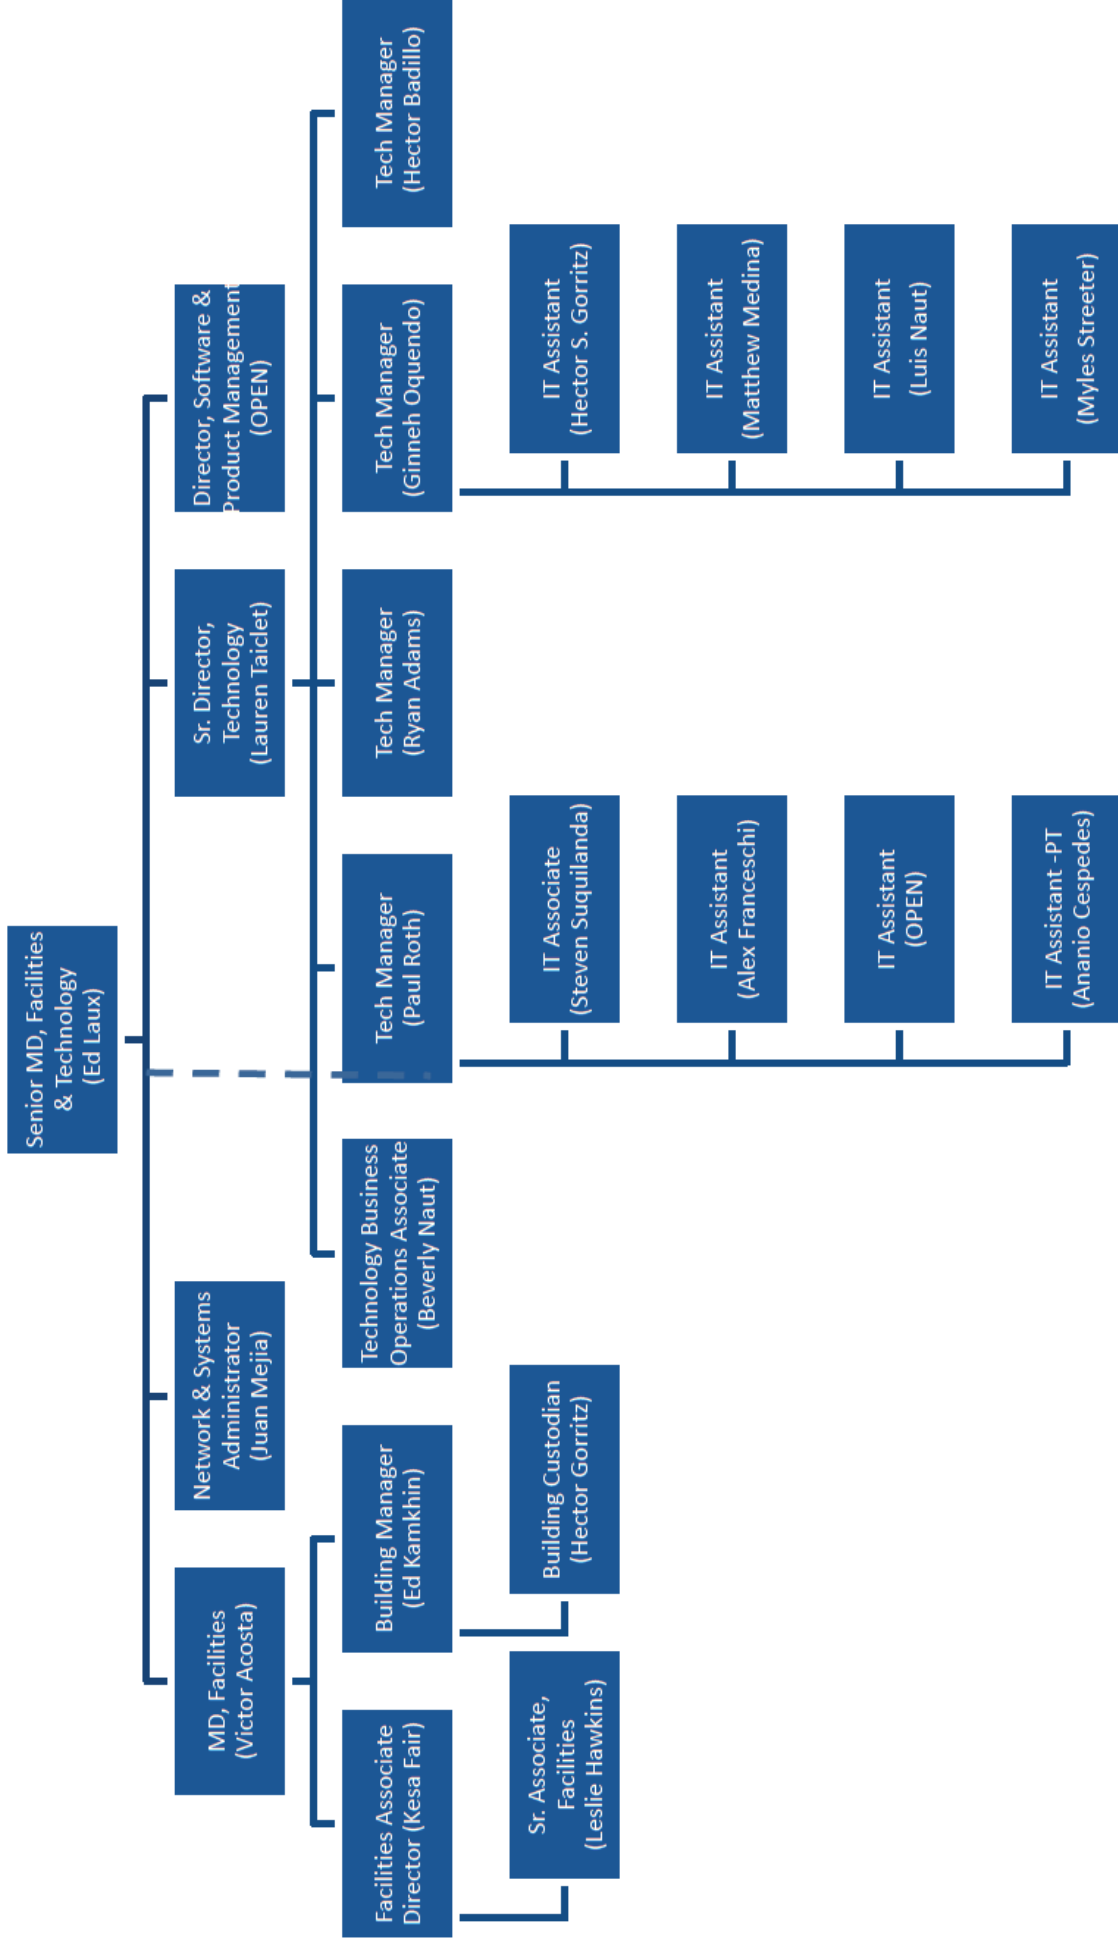 Senior MD, Facilities
& Technology
(Ed Laux)
MD, Facilities
(Victor Acosta)
Network & Systems
Administrator
(Juan Mejia)
Sr. Director,
Technology
(Lauren Taiclet)
Director, Software &
Product Management
(OPEN)
Facilities Associate
Director (Kesa Fair)
Building Manager
(Ed Kamkhin)
Technology Business
Operations Associate
(Beverly Naut)
Tech Manager
(Paul Roth)
Tech Manager
(Ryan Adams)
Tech Manager
(Ginneh Oquendo)
Tech Manager
(Hector Badillo)
Sr. Associate,
Facilities
(Leslie Hawkins)
Building Custodian
(Hector Gorritz)
IT Associate
(Steven Suquilanda)
IT Assistant
(Alex Franceschi)
IT Assistant
(OPEN)
IT Assistant -PT
(Ananio Cespedes)
IT Assistant
(Hector S. Gorritz)
IT Assistant
(Matthew Medina)
IT Assistant
(Luis Naut)
IT Assistant
(Myles Streeter)